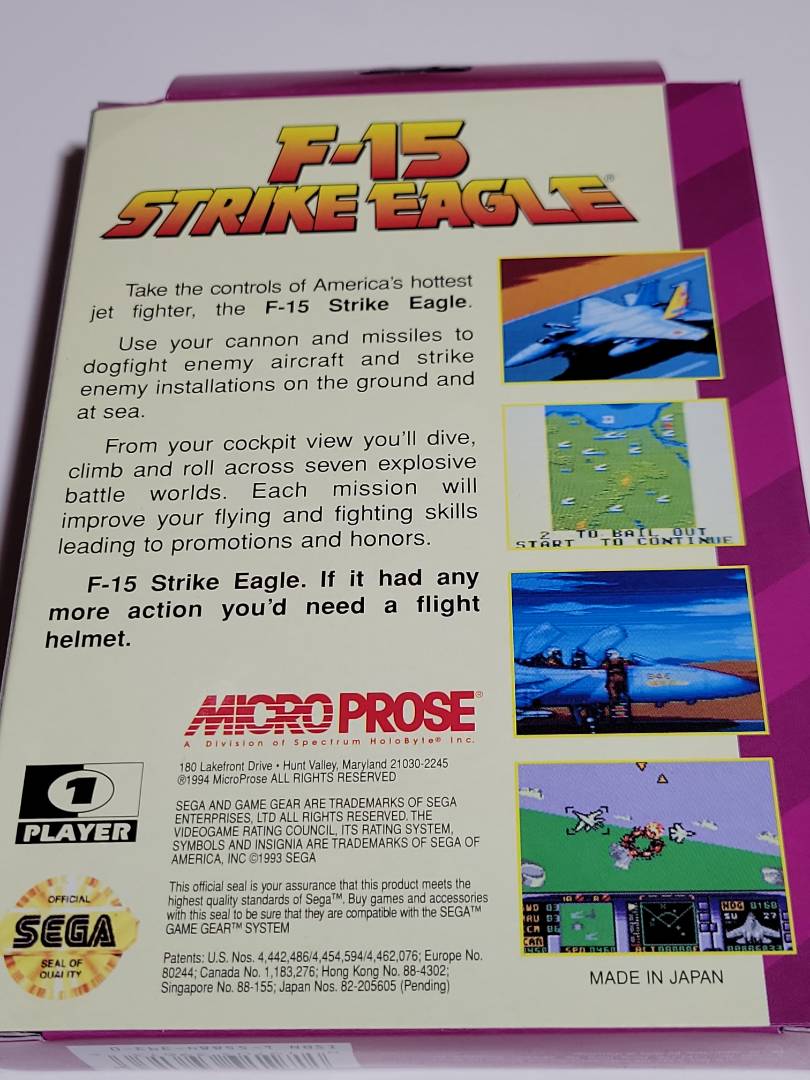 F-15
STRIKE EAGLE®
Take the controls of America's hottest
jet fighter, the F-15 Strike Eagle.
Use your cannon and missiles to
dogfight enemy aircraft and strike
enemy installations on the ground and
at sea.
From your cockpit view you'll dive,
climb and roll across seven explosive
battle worlds. Each mission will
improve your flying and fighting skills
leading to promotions and honors.
F-15 Strike Eagle. If it had any
more action you'd need a flight
helmet.
2 TO BAIL OUT
START TO CONTINUE
MICROPROSE®
A Division of Spectrum HoloByte® Inc.
180 Lakefront Drive • Hunt Valley, Maryland 21030-2245
®1994 MicroProse ALL RIGHTS RESERVED
1
PLAYER
SEGA AND GAME GEAR ARE TRADEMARKS OF SEGA
ENTERPRISES, LTD ALL RIGHTS RESERVED. THE
VIDEOGAME RATING COUNCIL, ITS RATING SYSTEM,
SYMBOLS AND INSIGNIA ARE TRADEMARKS OF SEGA OF
AMERICA, INC ©1993 SEGA
This official seal is your assurance that this product meets the
highest quality standards of Sega™. Buy games and accessories
with this seal to be sure that they are compatible with the SEGA™
GAME GEAR™ SYSTEM
OFFICIAL
SEGA
SEAL OF
QUALITY
Patents: U.S. Nos. 4,442,486/4,454,594/4,462,076; Europe No.
80244; Canada No. 1,183,276; Hong Kong No. 88-4302;
Singapore No. 88-155; Japan Nos. 82-205605 (Pending)
HDG 0168
SU 27
CAN
SPD 0460
MADE IN JAPAN